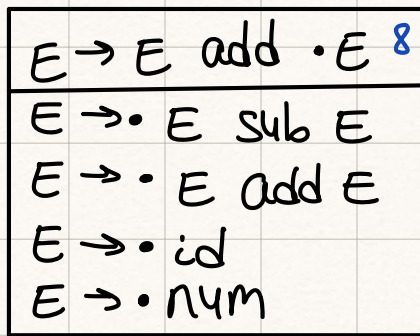 E → E add · E 8
E → · E sub E
E → · E add E
E → · id
E → · num